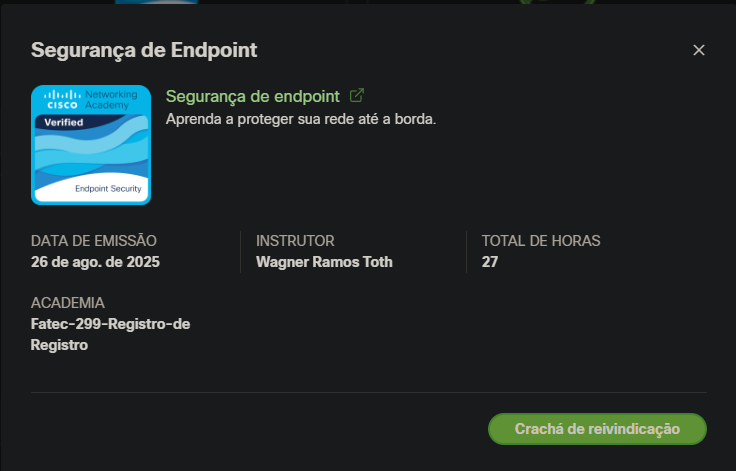 Segurança de Endpoint
Networking
Academy
CISCO
Verified
Endpoint Security
Segurança de endpoint
Aprenda a proteger sua rede até a borda.
DATA DE EMISSÃO
26 de ago. de 2025
INSTRUTOR
Wagner Ramos Toth
TOTAL DE HORAS
27
ACADEMIA
Fatec-299-Registro-de
Registro
Crachá de reivindicação